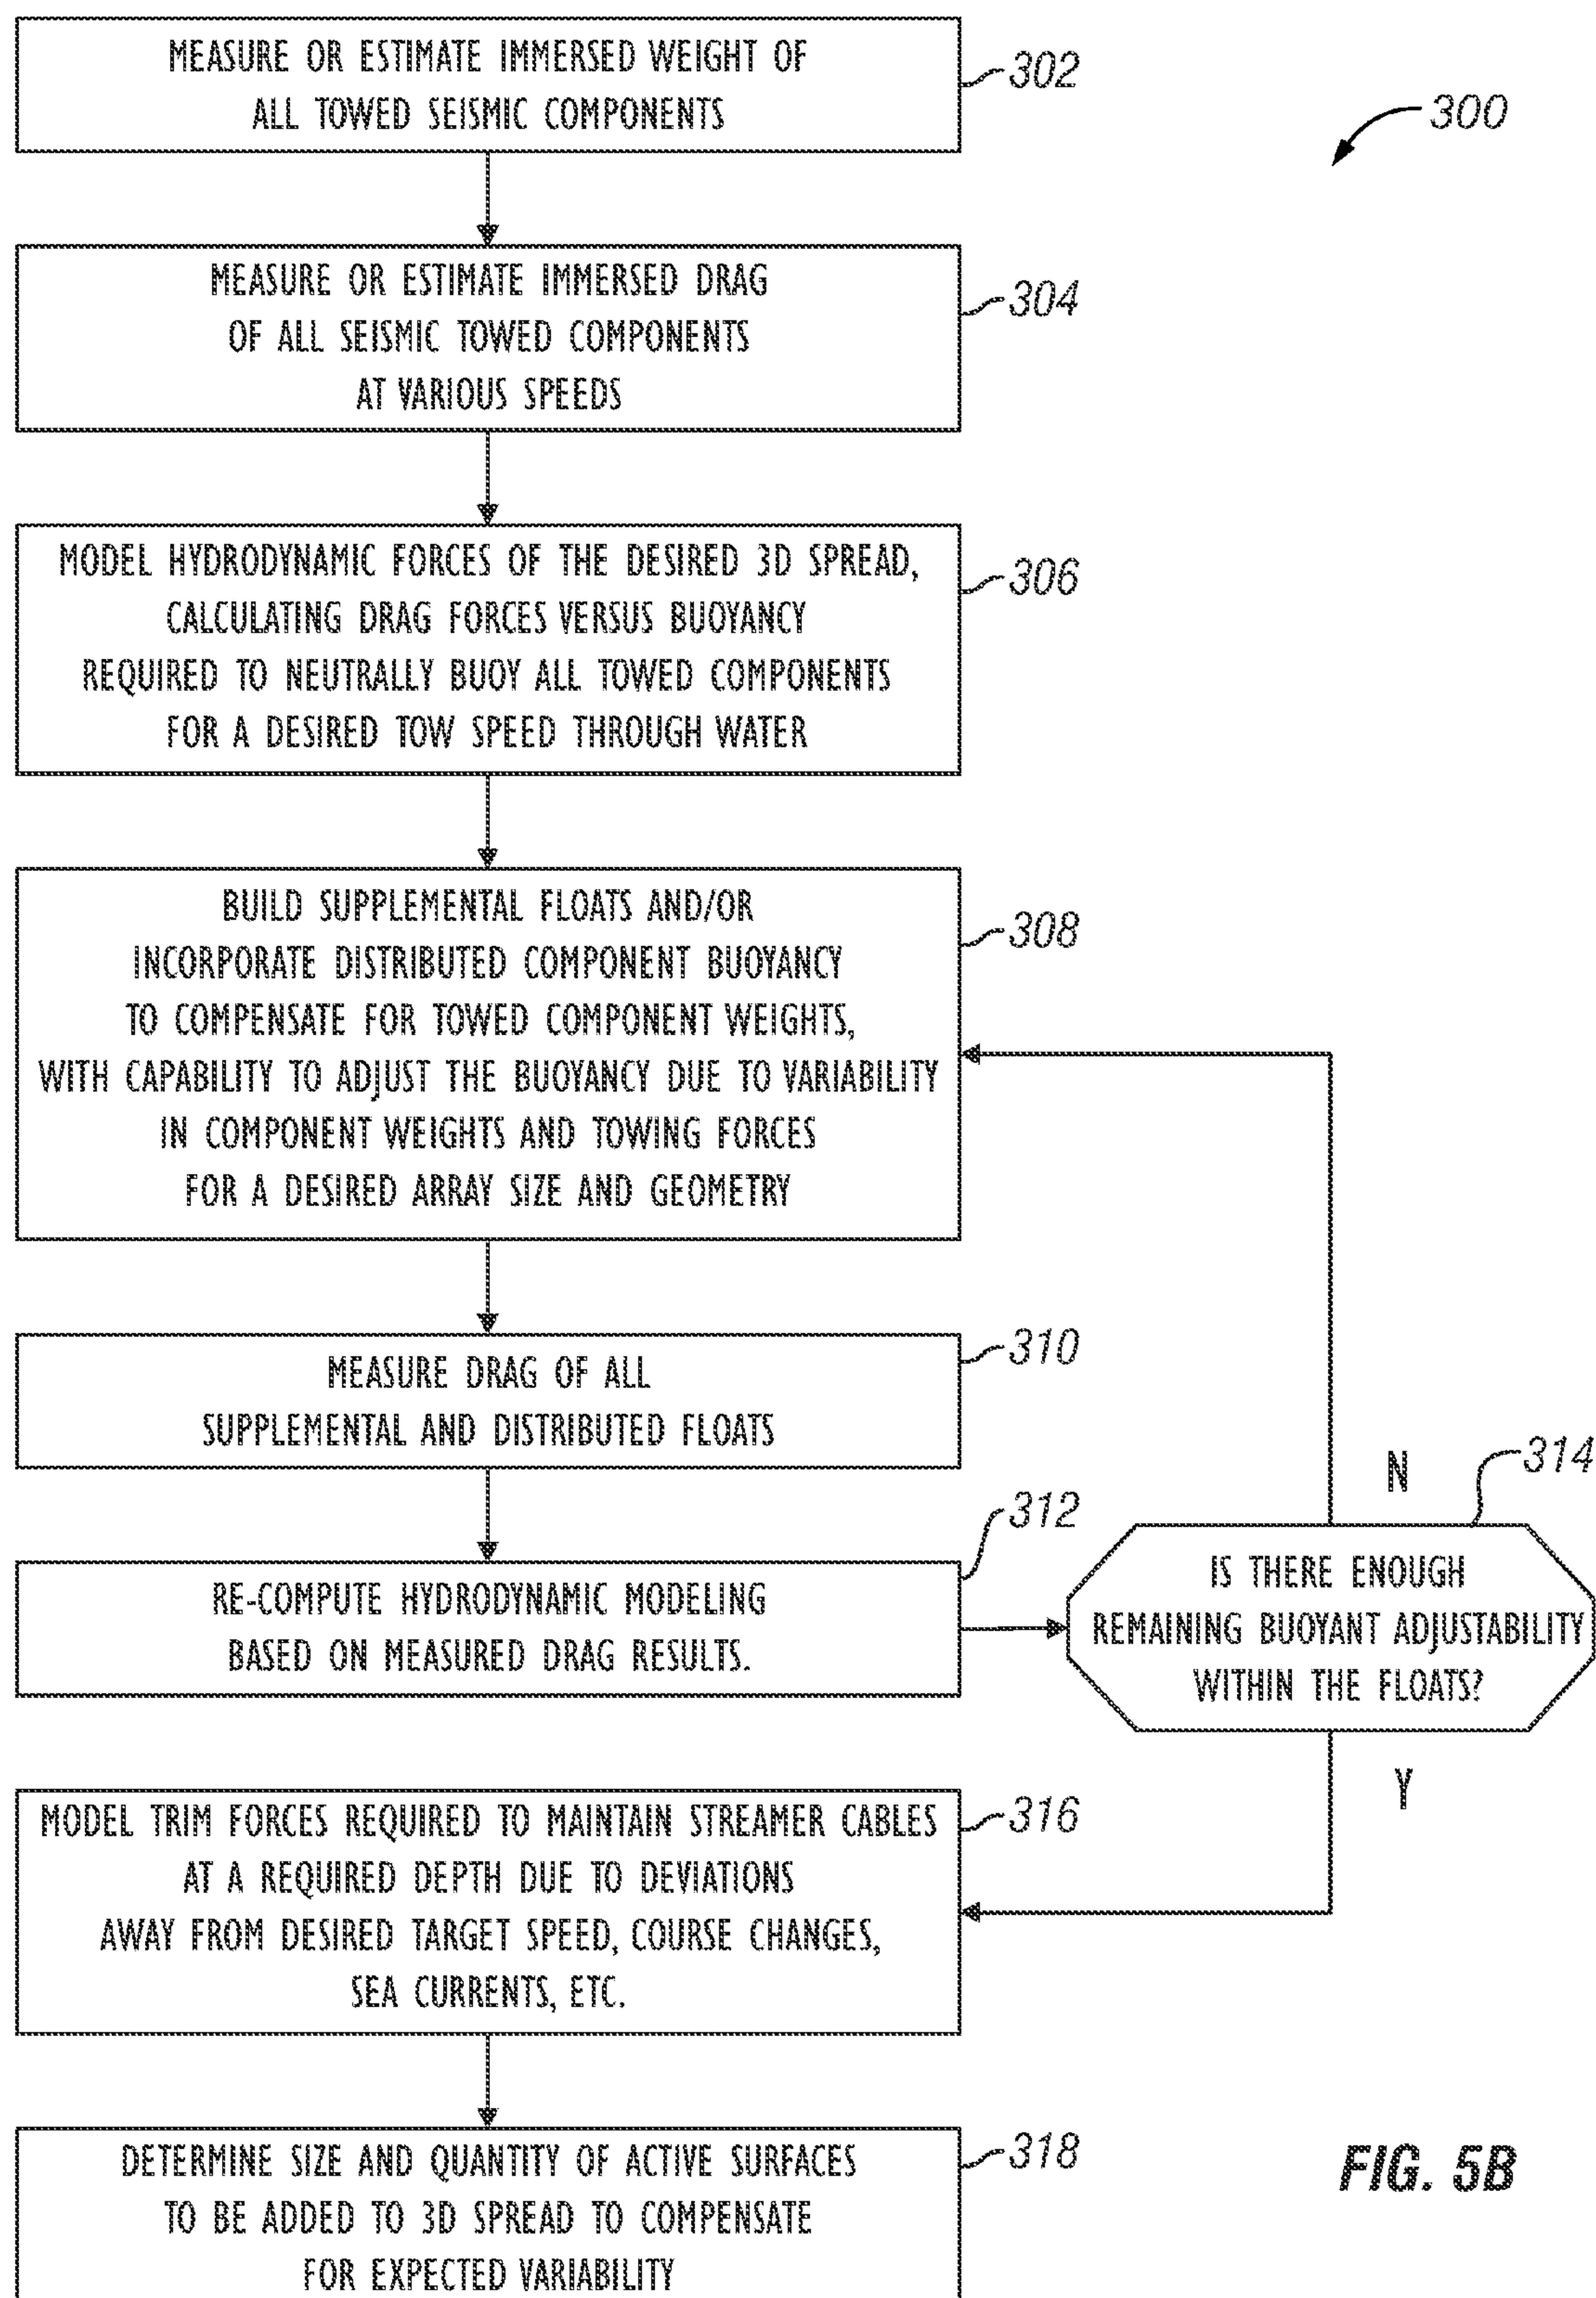 MEASURE OR ESTIMATE IMMERSED WEIGHT OF
ALL TOWED SEISMIC COMPONENTS
302
300
MEASURE OR ESTIMATE IMMERSED DRAG
OF ALL SEISMIC TOWED COMPONENTS
AT VARIOUS SPEEDS
304
MODEL HYDRODYNAMIC FORCES OF THE DESIRED 3D SPREAD,
CALCULATING DRAG FORCES VERSUS BUOYANCY
REQUIRED TO NEUTRALLY BUOY ALL TOWED COMPONENTS
FOR A DESIRED TOW SPEED THROUGH WATER
306
BUILD SUPPLEMENTAL FLOATS AND/OR
INCORPORATE DISTRIBUTED COMPONENT BUOYANCY
TO COMPENSATE FOR TOWED COMPONENT WEIGHTS,
WITH CAPABILITY TO ADJUST THE BUOYANCY DUE TO VARIABILITY
IN COMPONENT WEIGHTS AND TOWING FORCES
FOR A DESIRED ARRAY SIZE AND GEOMETRY
308
MEASURE DRAG OF ALL
SUPPLEMENTAL AND DISTRIBUTED FLOATS
310
RE-COMPUTE HYDRODYNAMIC MODELING
BASED ON MEASURED DRAG RESULTS.
312
N
314
IS THERE ENOUGH
REMAINING BUOYANT ADJUSTABILITY
WITHIN THE FLOATS?
Y
MODEL TRIM FORCES REQUIRED TO MAINTAIN STREAMER CABLES
AT A REQUIRED DEPTH DUE TO DEVIATIONS
AWAY FROM DESIRED TARGET SPEED, COURSE CHANGES,
SEA CURRENTS, ETC.
316
DETERMINE SIZE AND QUANTITY OF ACTIVE SURFACES
TO BE ADDED TO 3D SPREAD TO COMPENSATE
FOR EXPECTED VARIABILITY
318
FIG. 5B